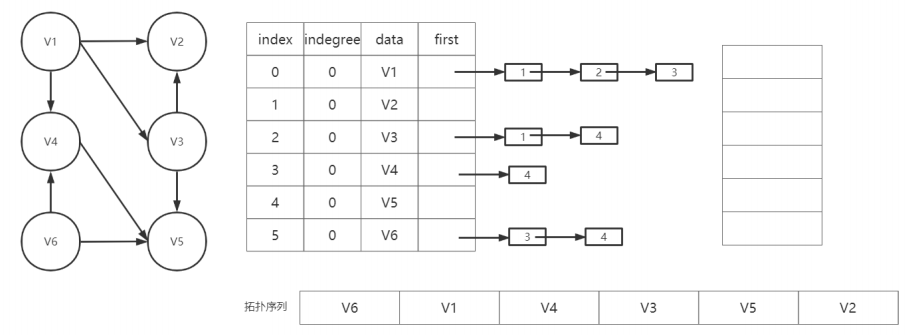 V1 V2
V4 V3
V6 V5
index indegree data first
0 0 V1 1 2 3
1 0 V2
2 0 V3 1 4
3 0 V4 4
4 0 V5
5 0 V6 3 4
拓扑序列 V6 V1 V4 V3 V5 V2